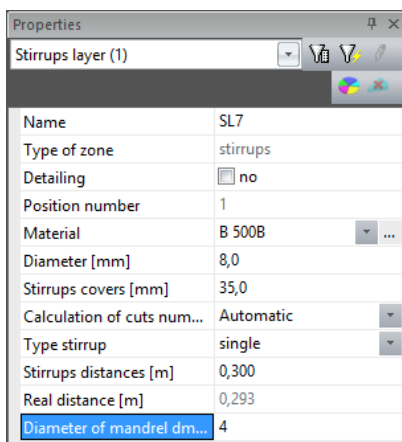 Properties
Stirrups layer (1)
Name SL7
Type of zone stirrups
Detailing no
Position number 1
Material B 500B ...
Diameter [mm] 8,0
Stirrups covers [mm] 35,0
Calculation of cuts num... Automatic
Type stirrup single
Stirrups distances [m] 0,300
Real distance [m] 0,293
Diameter of mandrel dm... 4